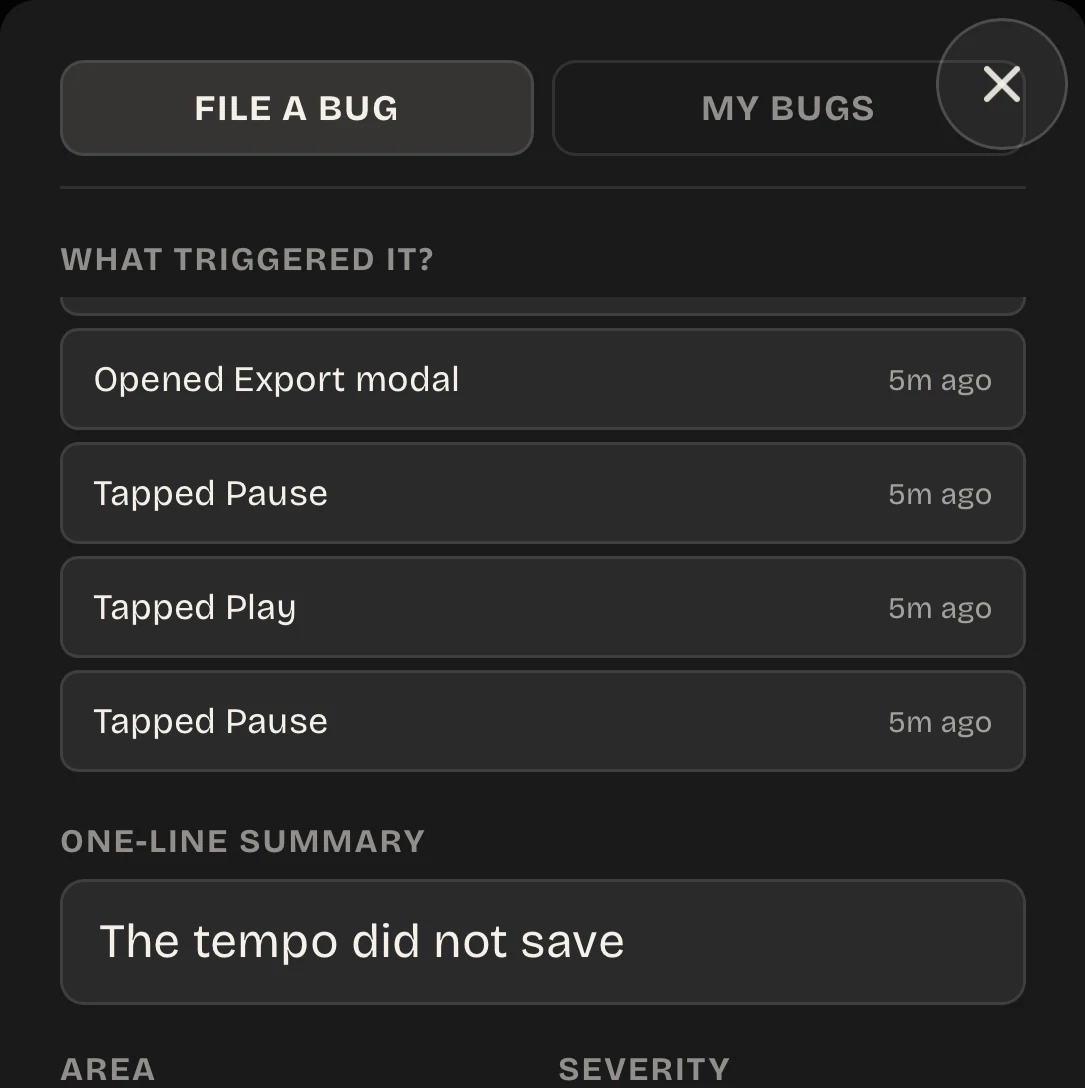 FILE A BUG
MY BUGS
WHAT TRIGGERED IT?
Opened Export modal 5m ago
Tapped Pause 5m ago
Tapped Play 5m ago
Tapped Pause 5m ago
ONE-LINE SUMMARY
The tempo did not save
AREA SEVERITY